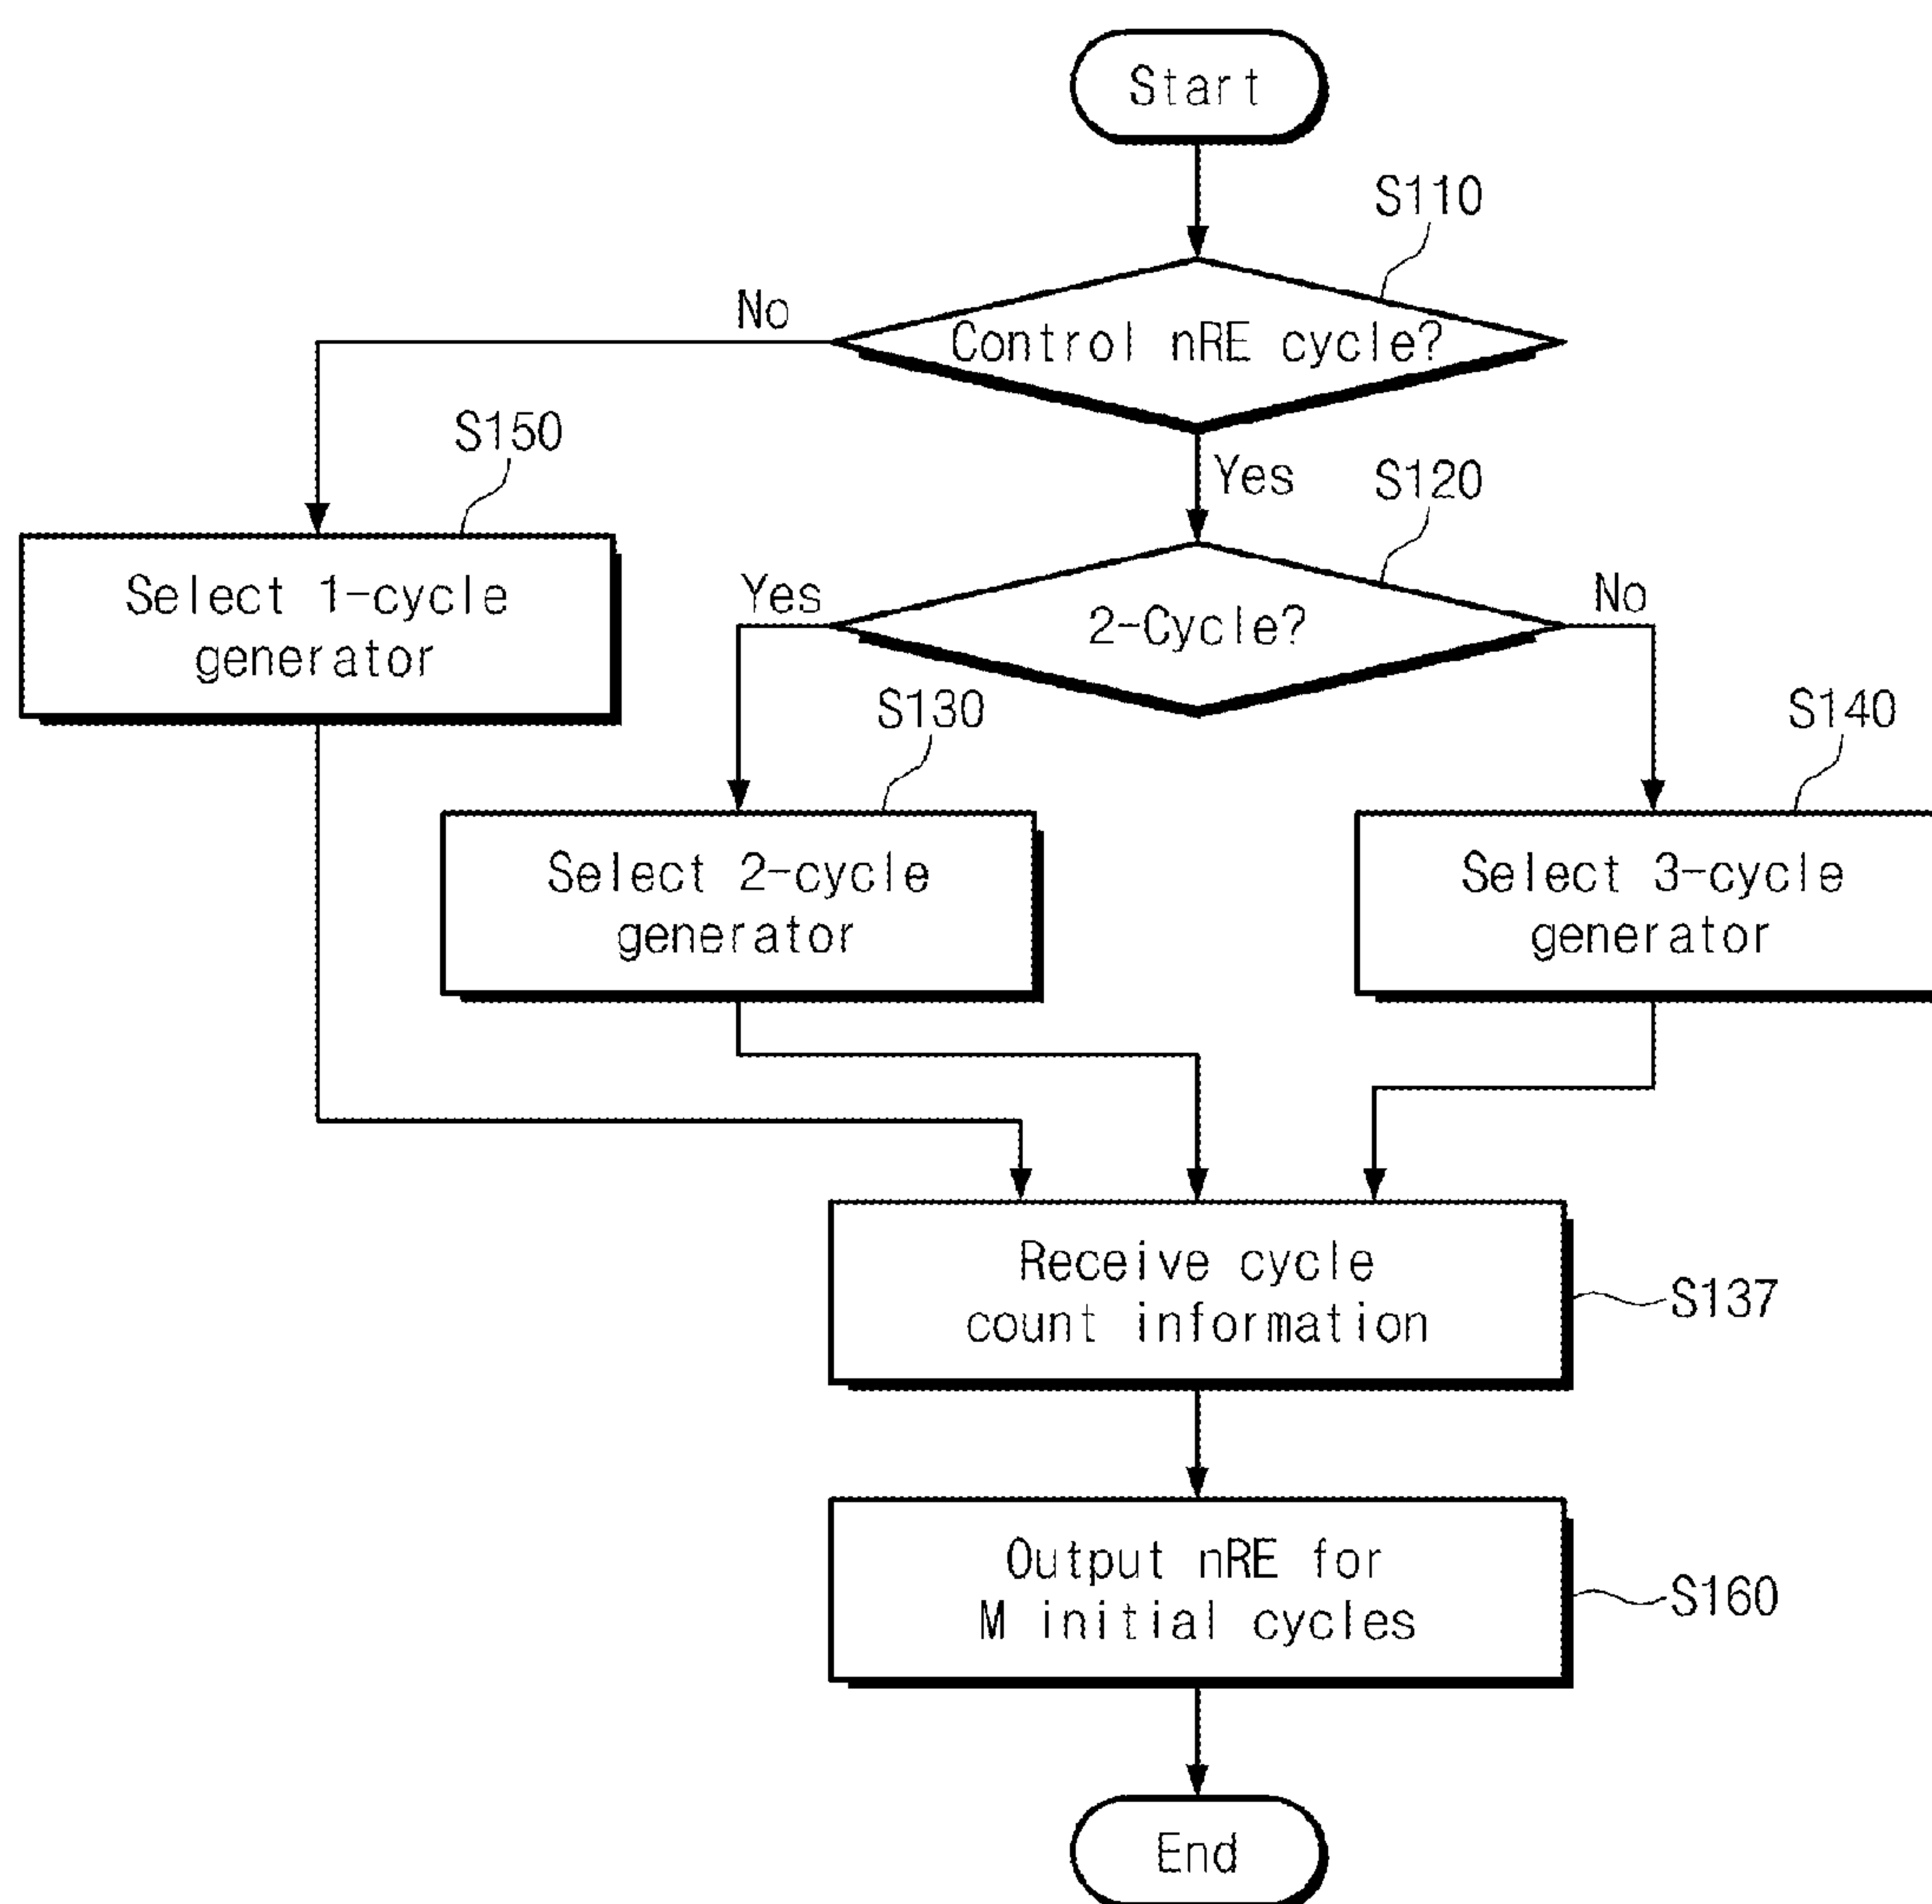 Start
S110
Control nRE cycle?
No
Yes
S150
S120
Select 1-cycle
generator
2-Cycle?
Yes
No
S130
S140
Select 2-cycle
generator
Select 3-cycle
generator
Receive cycle
count information
S137
Output nRE for
M initial cycles
S160
End